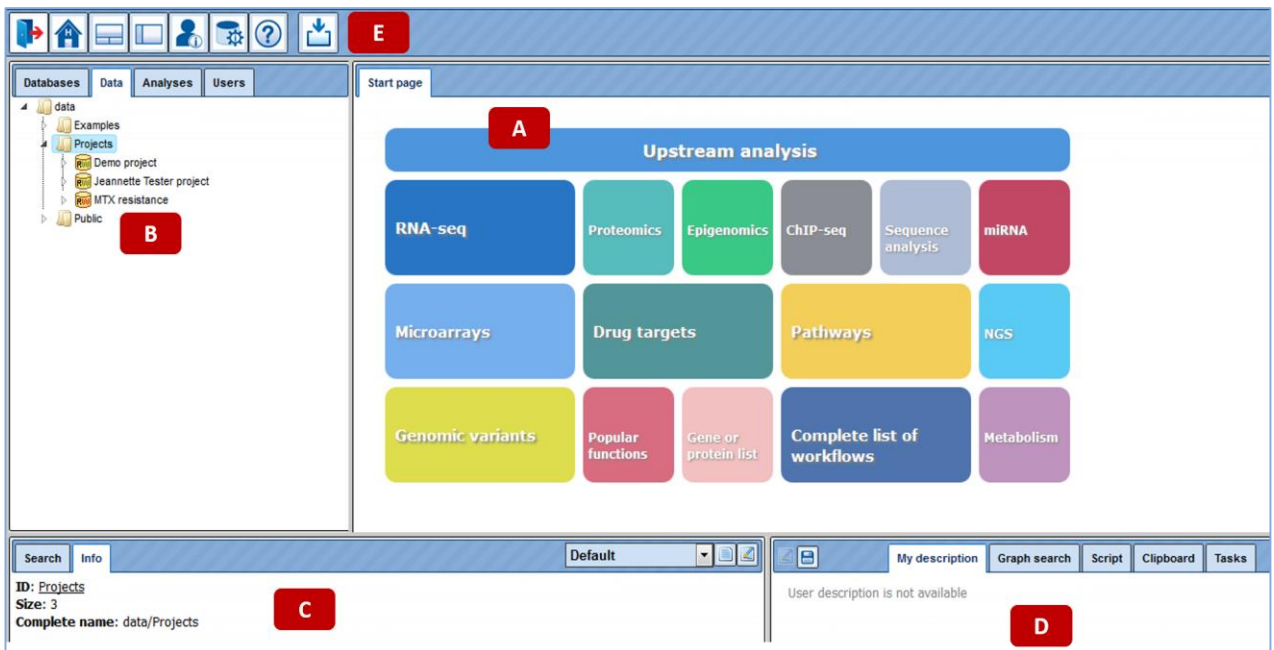 E
Databases Data Analyses Users
data
Examples
Projects
Demo project
Jeannette Tester project
MTX resistance
Public
B
Start page
A
Upstream analysis
RNA-seq
Proteomics
Epigenomics
ChIP-seq
Sequence
analysis
miRNA
Microarrays
Drug targets
Pathways
NGS
Genomic variants
Popular
functions
Gene or
protein list
Complete list of
workflows
Metabolism
Search Info
Default
ID: Projects
Size: 3
Complete name: data/Projects
C
My description Graph search Script Clipboard Tasks
User description is not available
D